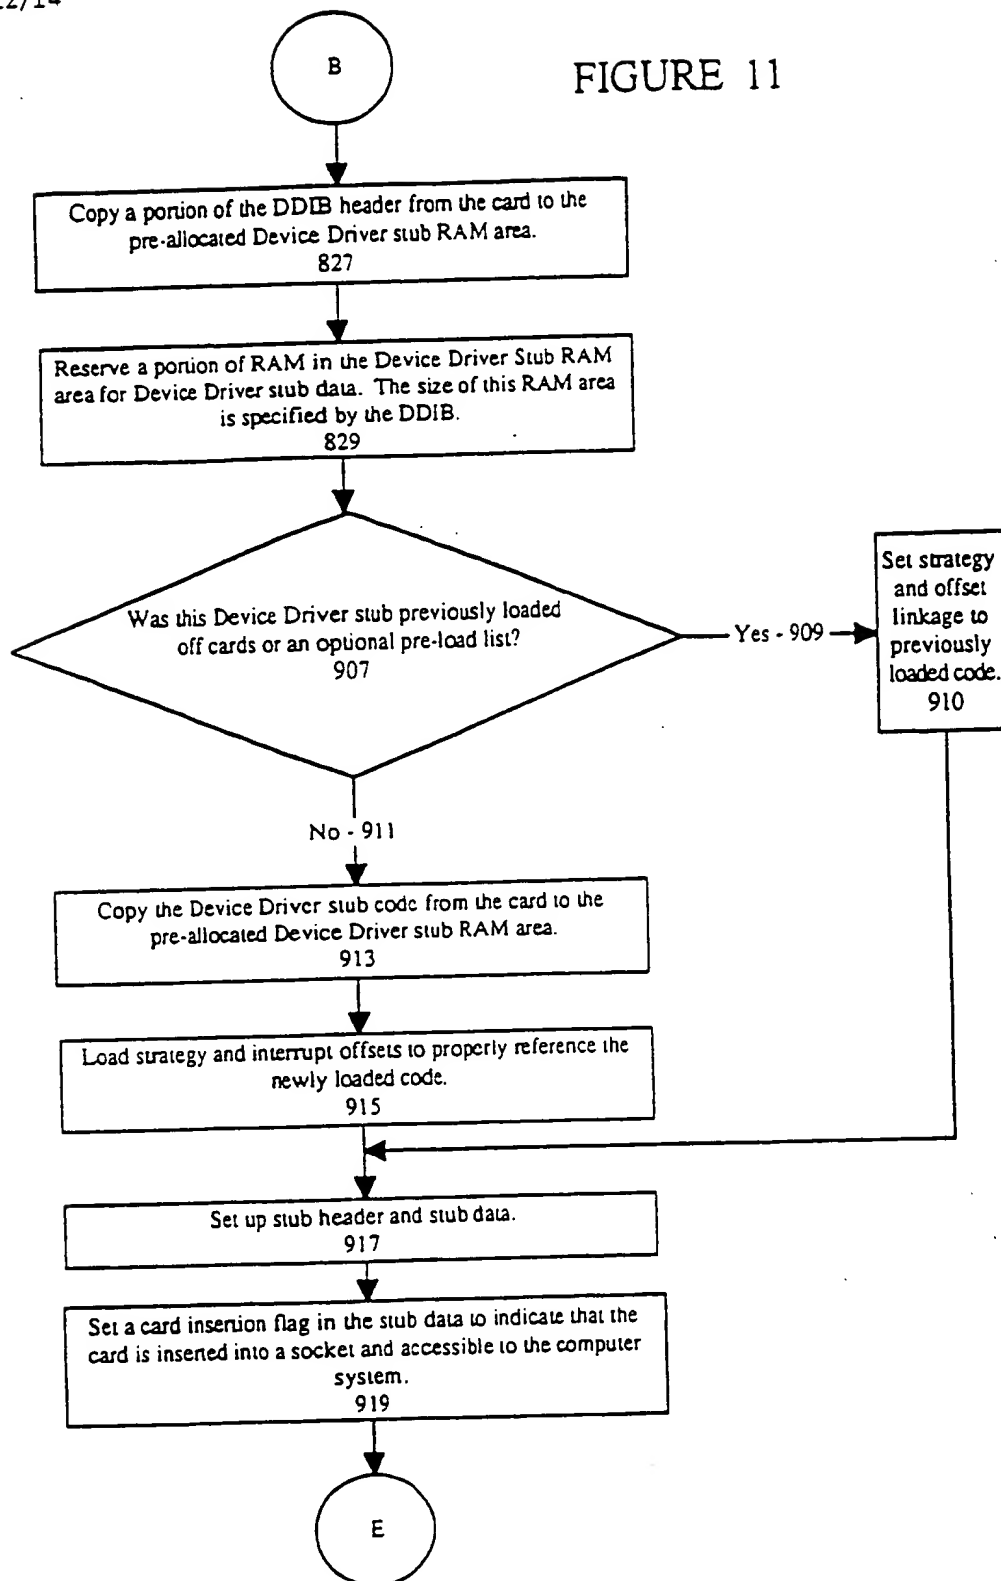 12/14
B
FIGURE 11
Copy a portion of the DDIB header from the card to the
pre-allocated Device Driver stub RAM area.
827
Reserve a portion of RAM in the Device Driver Stub RAM
area for Device Driver stub data. The size of this RAM area
is specified by the DDIB.
829
Was this Device Driver stub previously loaded
off cards or an optional pre-load list?
907
Yes - 909
Set strategy
and offset
linkage to
previously
loaded code.
910
No - 911
Copy the Device Driver stub code from the card to the
pre-allocated Device Driver stub RAM area.
913
Load strategy and interrupt offsets to properly reference the
newly loaded code.
915
Set up stub header and stub data.
917
Set a card insertion flag in the stub data to indicate that the
card is inserted into a socket and accessible to the computer
system.
919
E